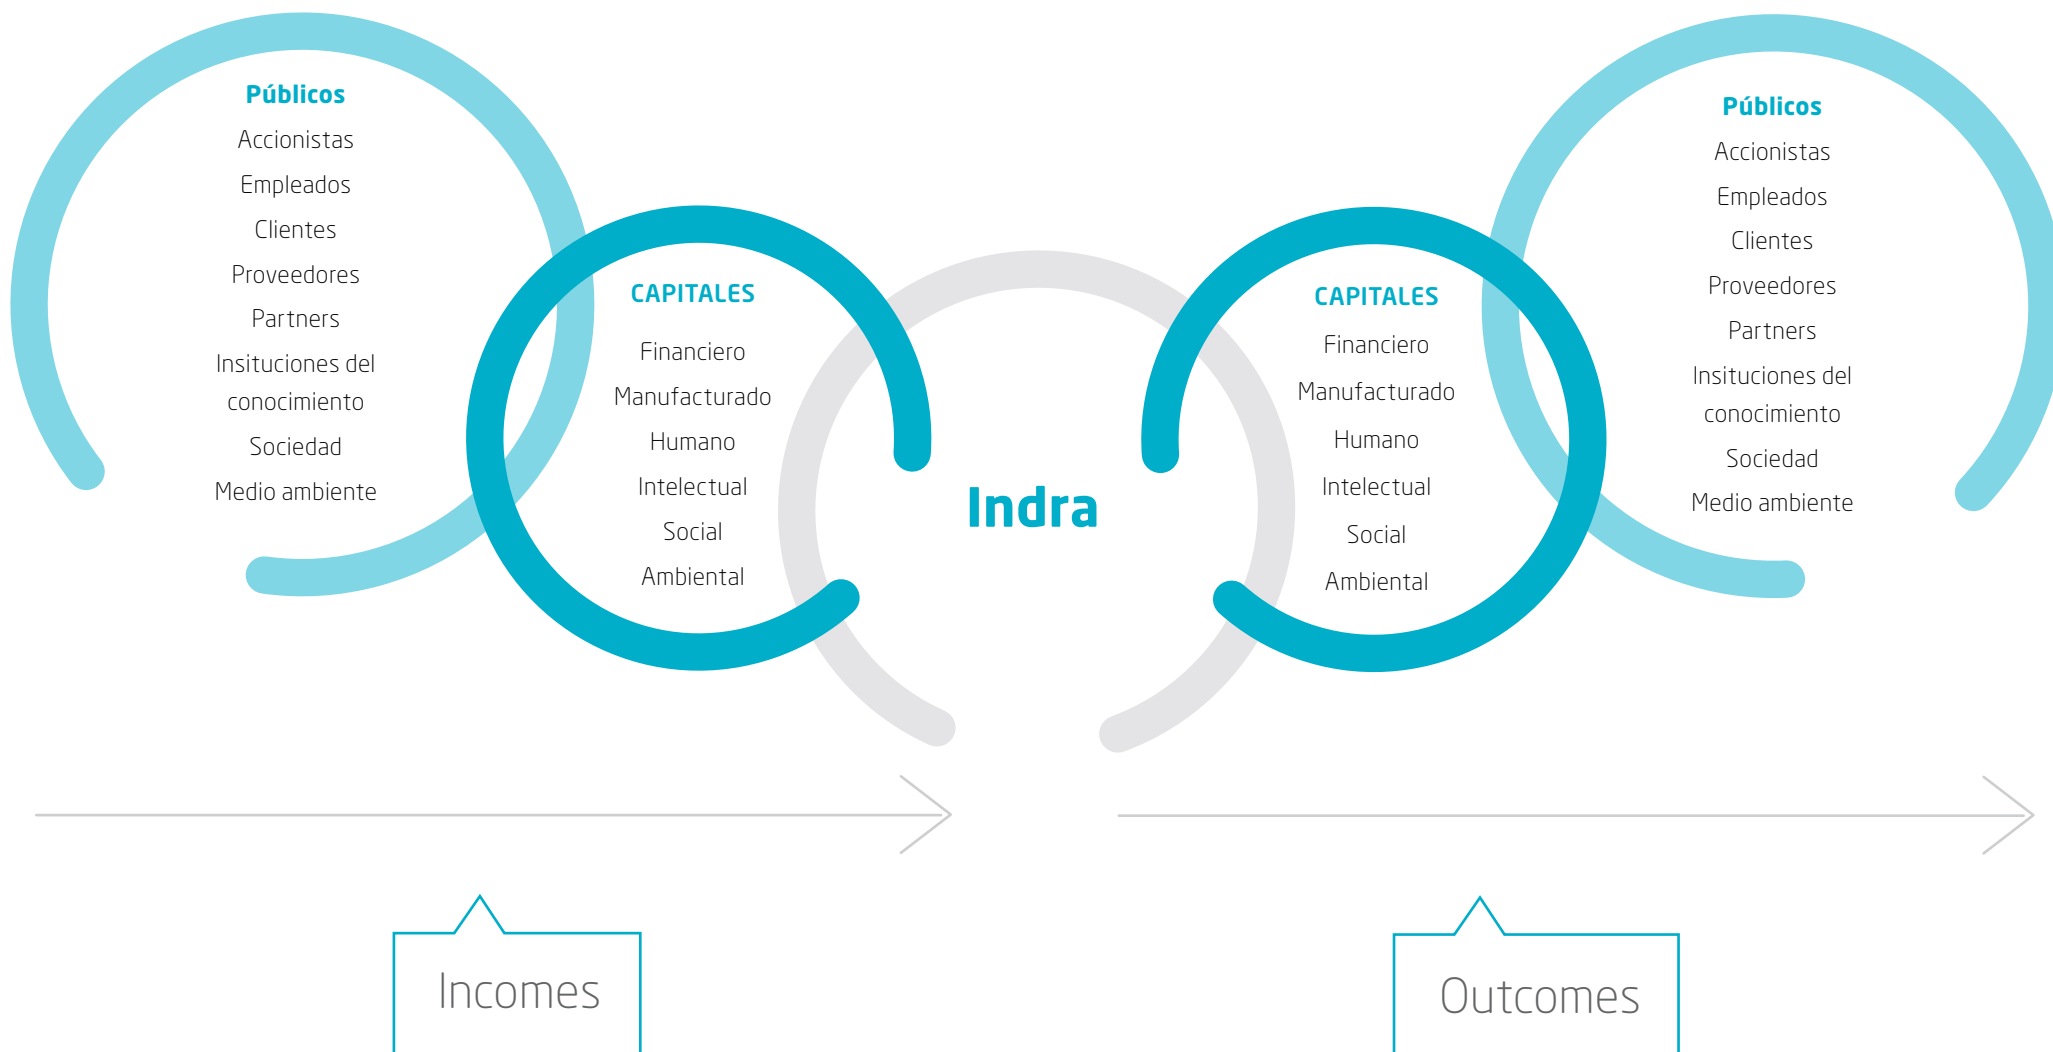 Públicos
Accionistas
Empleados
Clientes
Proveedores
Partners
Insituciones del
conocimiento
Sociedad
Medio ambiente
CAPITALES
Financiero
Manufacturado
Humano
Intelectual
Social
Ambiental
Indra
CAPITALES
Financiero
Manufacturado
Humano
Intelectual
Social
Ambiental
Públicos
Accionistas
Empleados
Clientes
Proveedores
Partners
Insituciones del
conocimiento
Sociedad
Medio ambiente
Incomes
Outcomes